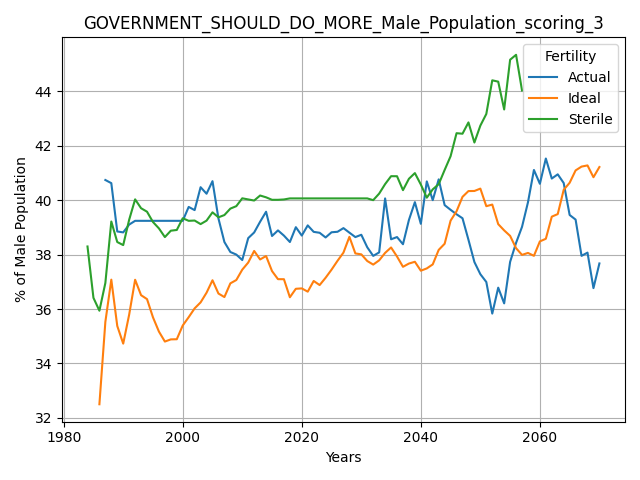 GOVERNMENT_SHOULD_DO_MORE_Male_Population_scoring_3
Fertility
Actual
Ideal
Sterile
% of Male Population
44
42
40
38
36
34
32
1980
2000
2020
2040
2060
Years